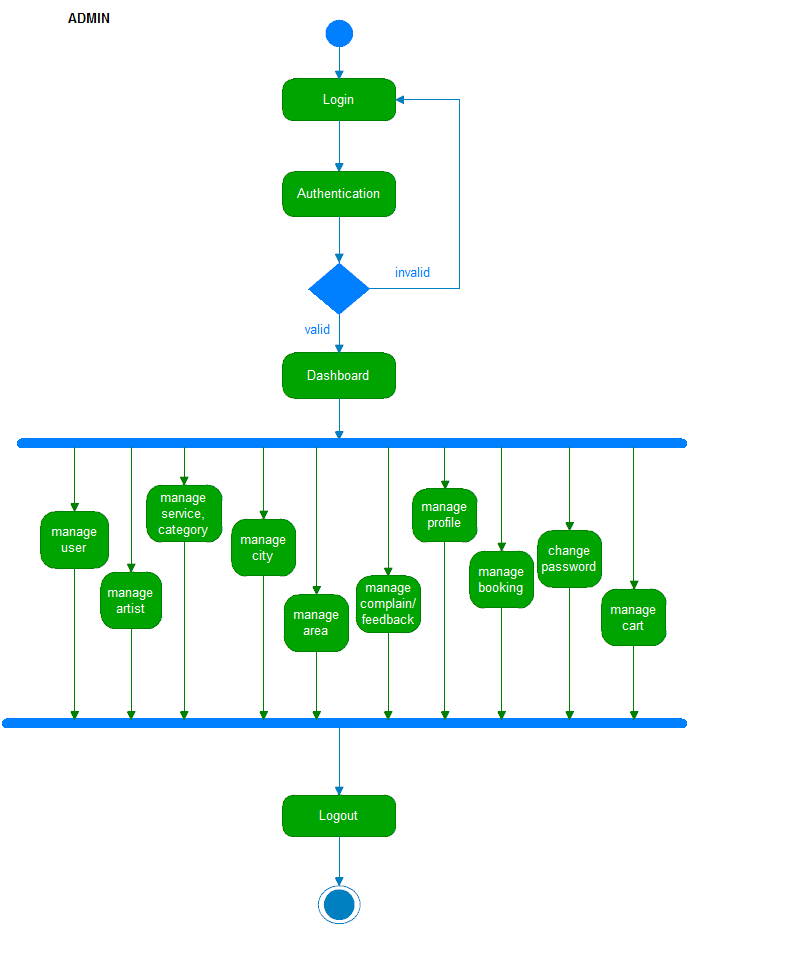 ADMIN
Login
Authentication
invalid
valid
Dashboard
manage
user
manage
artist
manage
service,
category
manage
city
manage
area
manage
complain/
feedback
manage
profile
manage
booking
change
password
manage
cart
Logout